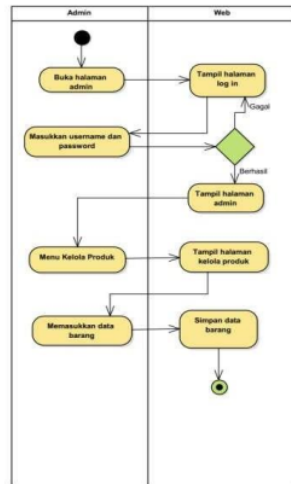 Admin
Web
Buka halaman
admin
Tampil halaman
log in
Gagal
Masukkan username dan
password
Berhasil
Tampil halaman
admin
Menu Kelola Produk
Tampil halaman
kelola produk
Memasukkan data
barang
Simpan data
barang